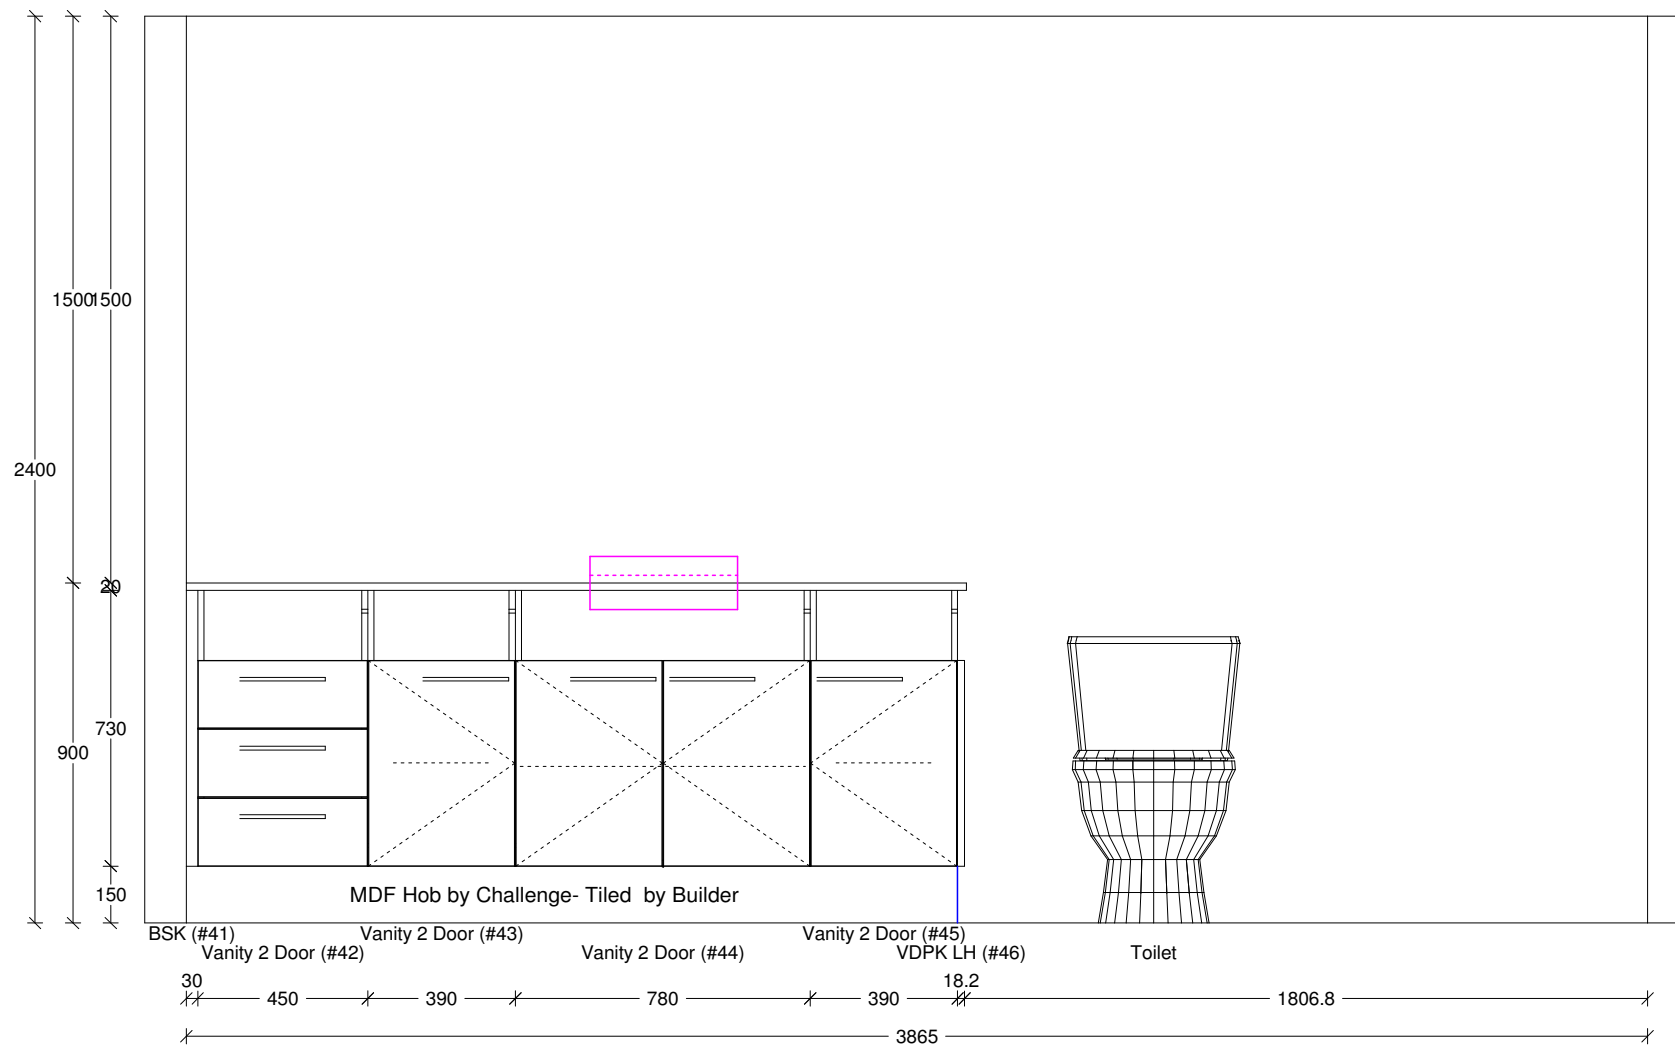 1500
1500
2400
20
730
900
150
MDF Hob by Challenge- Tiled by Builder
BSK (#41)
Vanity 2 Door (#43)
Vanity 2 Door (#45)
Vanity 2 Door (#42)
Vanity 2 Door (#44)
VDPK LH (#46)
Toilet
30
18.2
450
390
780
390
1806.8
3865